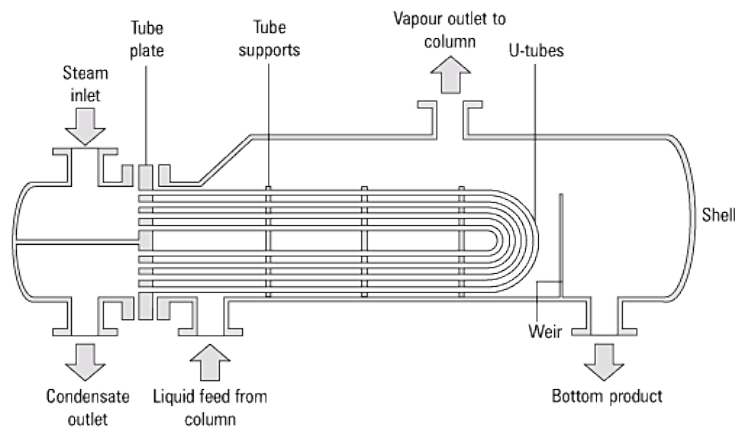 Vapour outlet to
column
Tube
plate
Tube
supports
U-tubes
Steam
inlet
Shell
Weir
Condensate
outlet
Liquid feed from
column
Bottom product